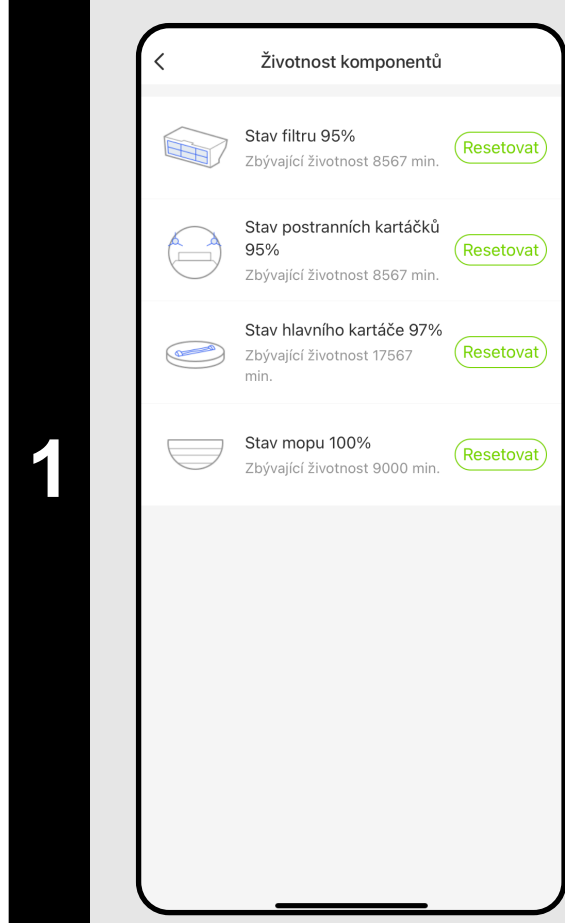 1
Životnost komponentů
Stav filtru 95%
Zbývající životnost 8567 min.
Resetovat
Stav postranních kartáčků
95%
Zbývající životnost 8567 min.
Resetovat
Stav hlavního kartáče 97%
Zbývající životnost 17567
min.
Resetovat
Stav mopu 100%
Zbývající životnost 9000 min.
Resetovat